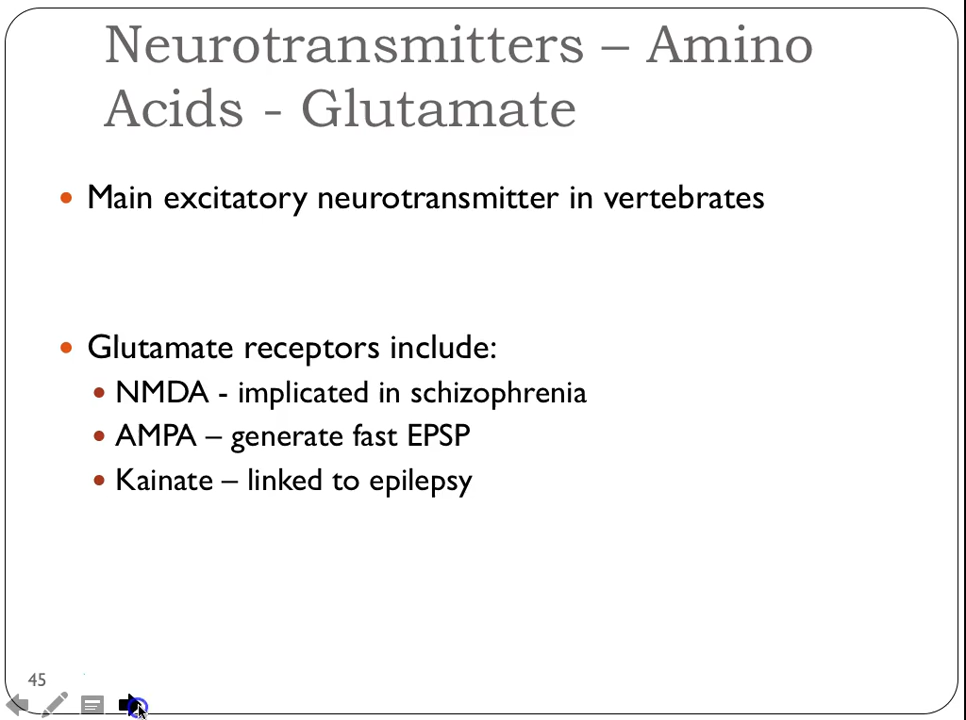 Neurotransmitters – Amino
Acids - Glutamate
• Main excitatory neurotransmitter in vertebrates
• Glutamate receptors include:
• NMDA - implicated in schizophrenia
• AMPA – generate fast EPSP
• Kainate – linked to epilepsy
45